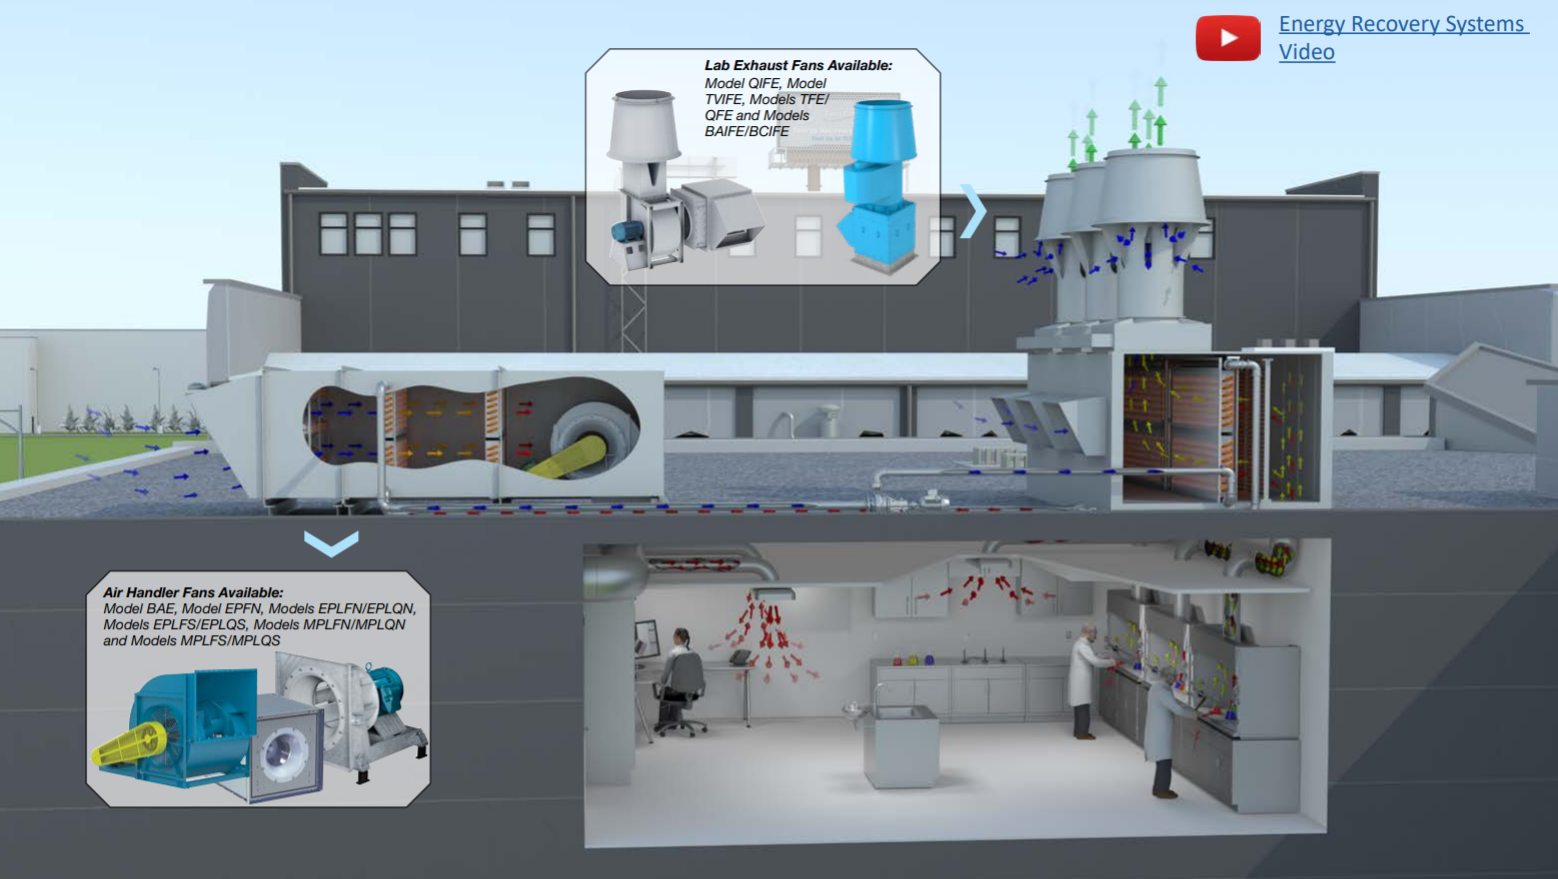 Energy Recovery Systems
Video
Lab Exhaust Fans Available:
Model QIFE, Model
TVIFE, Models TFE/
QFE and Models
BAIFE/BCIFE
Air Handler Fans Available:
Model BAE, Model EPFN, Models EPLFN/EPLQN,
Models EPLFS/EPLQS, Models MPLFN/MPLQN
and Models MPLFS/MPLQS